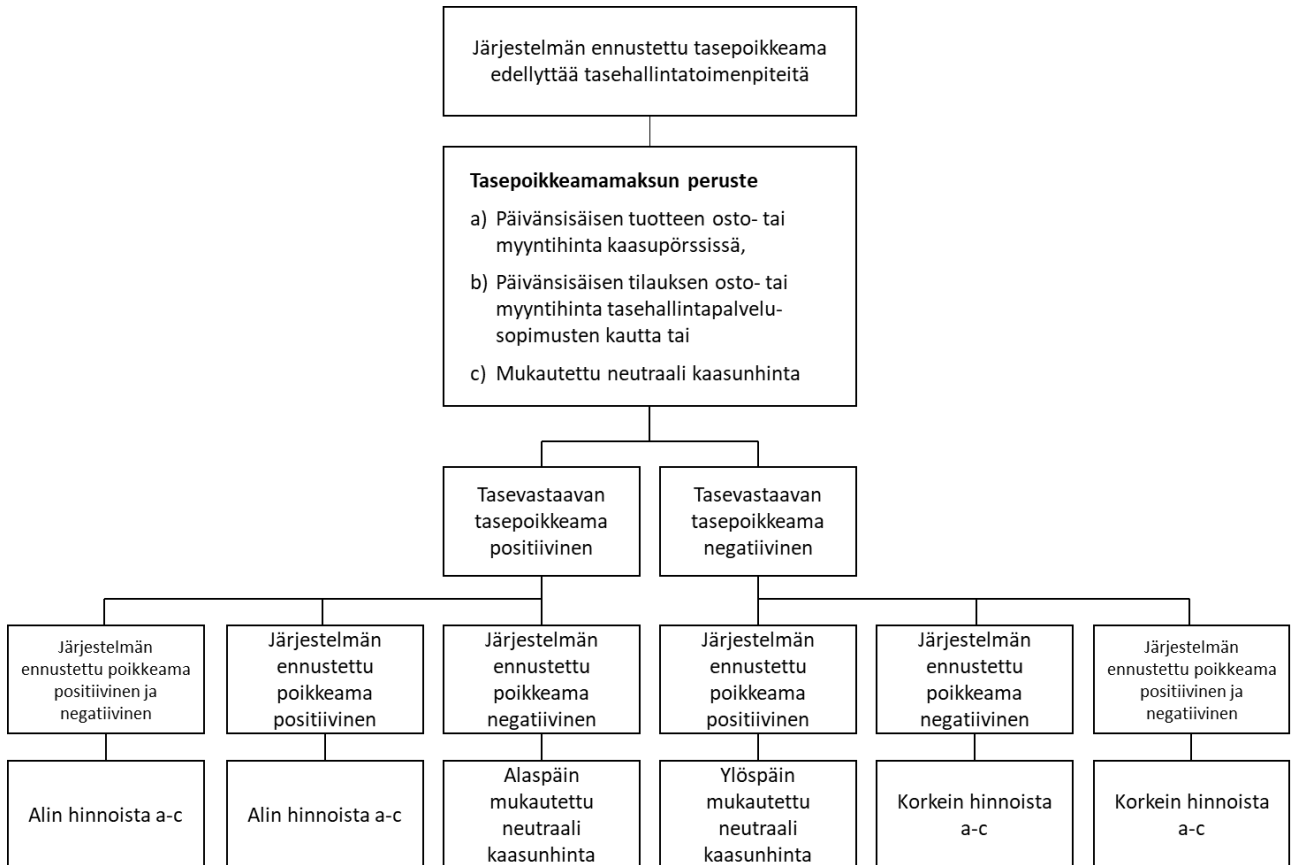 Järjestelmän ennustettu tasepoikkeama
edellyttää tasehallintatoimenpiteitä
Tasepoikkeamamaksun peruste
a) Päivänsisäisen tuotteen osto- tai
myyntihinta kaasupörssissä,
b) Päivänsisäisen tilauksen osto- tai
myyntihinta tasehallintapalvelu-
sopimusten kautta tai
c) Mukautettu neutraali kaasunhinta
Tasevastaavan
tasepoikkeama
positiivinen
Tasevastaavan
tasepoikkeama
negatiivinen
Järjestelmän
ennustettu poikkeama
positiivinen ja
negatiivinen
Järjestelmän
ennustettu
poikkeama
positiivinen
Järjestelmän
ennustettu
poikkeama
negatiivinen
Järjestelmän
ennustettu
poikkeama
positiivinen
Järjestelmän
ennustettu
poikkeama
negatiivinen
Järjestelmän
ennustettu poikkeama
positiivinen ja
negatiivinen
Alin hinnoista a-c
Alin hinnoista a-c
Alaspäin
mukautettu
neutraali
kaasunhinta
Ylöspäin
mukautettu
neutraali
kaasunhinta
Korkein hinnoista
a-c
Korkein hinnoista
a-c